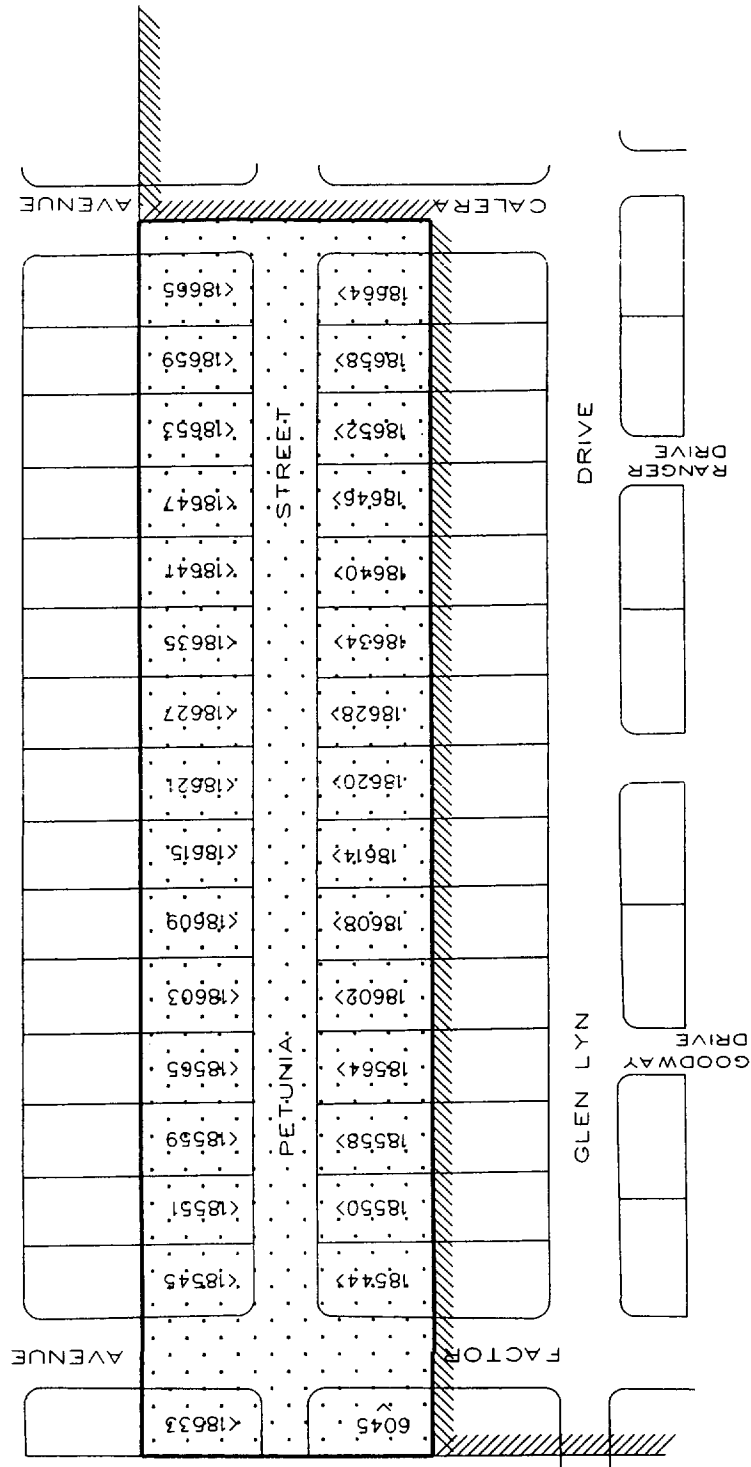 6045 <18633
v
FACTOR AVENUE
18544> <18545
18550> <18551
18558> <18559
18564> <18565
18602> <18603
18608> <18609
18614> <18615
18620> <18621
18628> <18627
18634> <18635
18640> <18641
18646> <18647
18652> <18653
18658> <18659
18664> <18665
CALERA AVENUE
PETUNIA STREET
GLEN LYN DRIVE
GOODWAY
DRIVE
RANGER
DRIVE